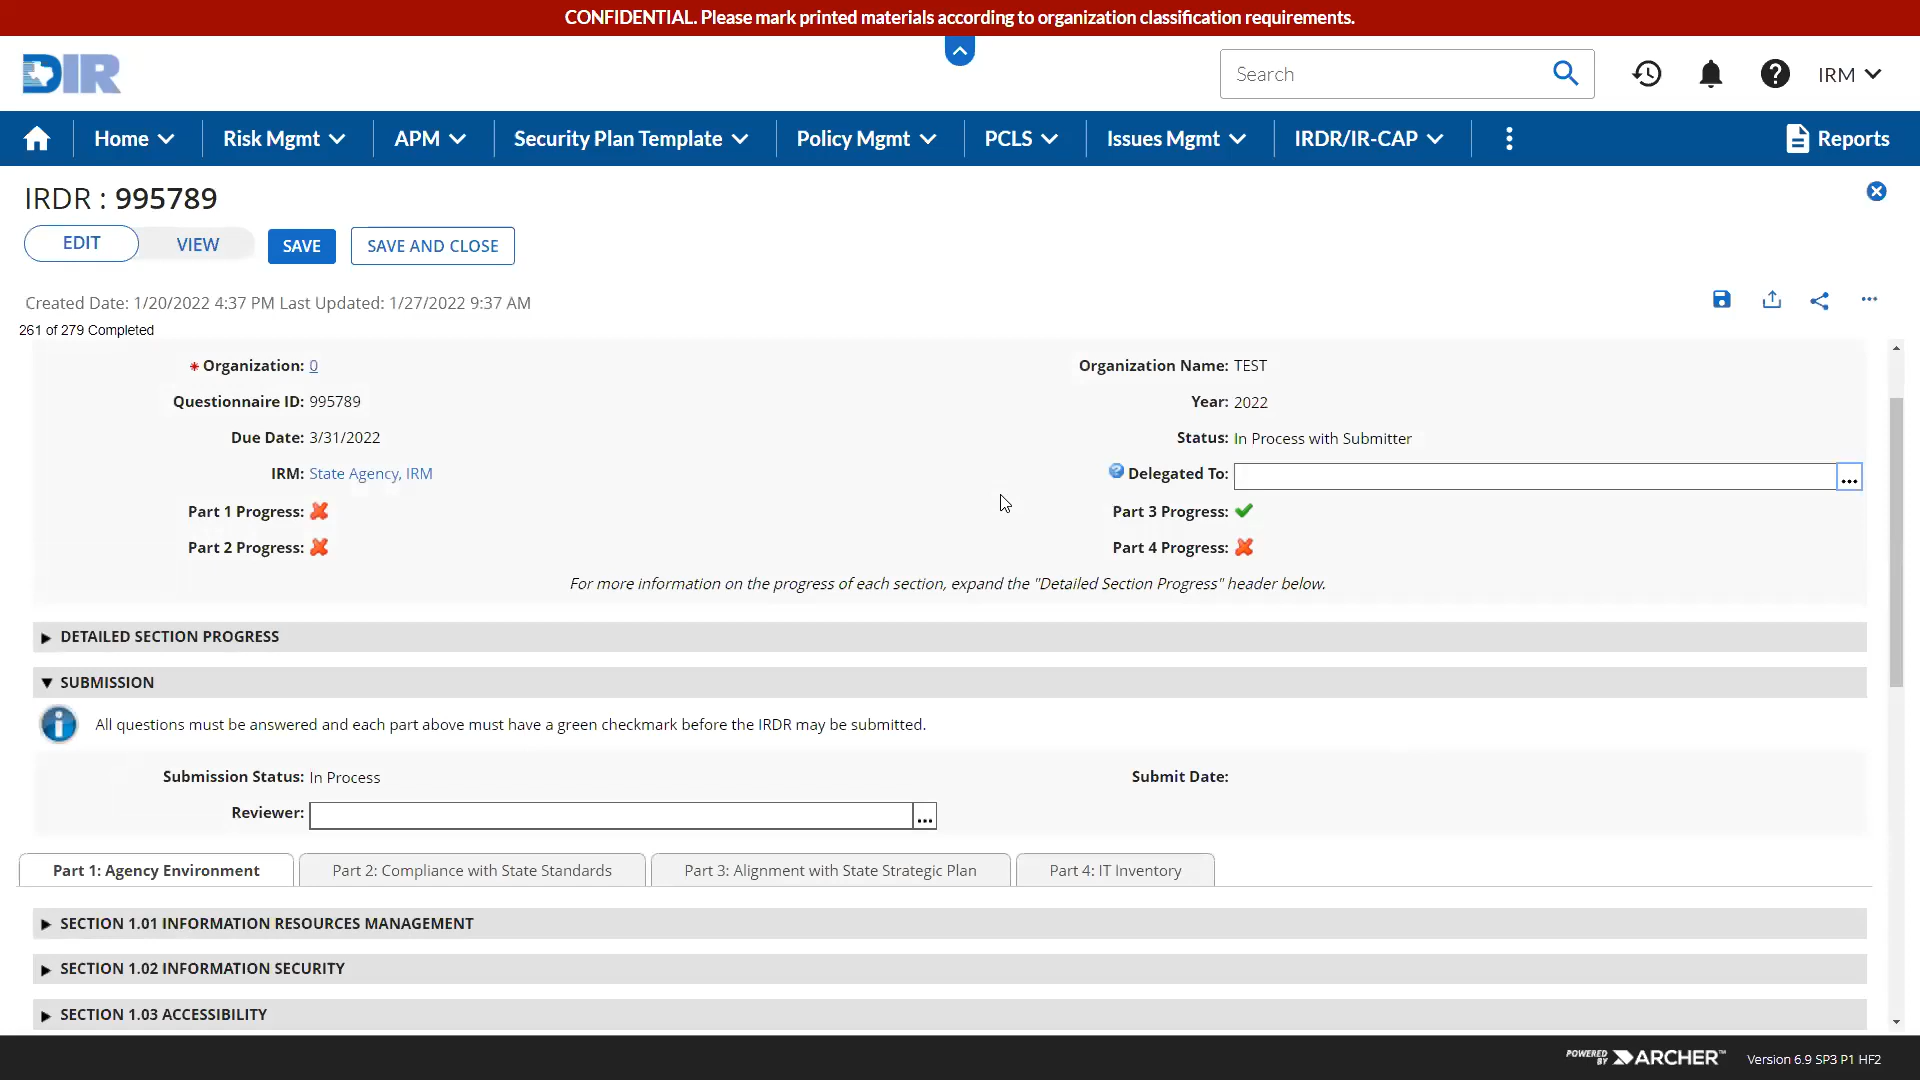 CONFIDENTIAL. Please mark printed materials according to organization classification requirements.
DIR
Search
IRM
Home
Risk Mgmt
APM
Security Plan Template
Policy Mgmt
PCLS
Issues Mgmt
IRDR/IR-CAP
Reports
IRDR : 995789
EDIT
VIEW
SAVE
SAVE AND CLOSE
Created Date: 1/20/2022 4:37 PM Last Updated: 1/27/2022 9:37 AM
261 of 279 Completed
Organization: 0
Organization Name: TEST
Questionnaire ID: 995789
Year: 2022
Due Date: 3/31/2022
Status: In Process with Submitter
IRM: State Agency, IRM
Delegated To:
...
Part 1 Progress:
Part 3 Progress:
Part 2 Progress:
Part 4 Progress:
For more information on the progress of each section, expand the "Detailed Section Progress" header below.
DETAILED SECTION PROGRESS
SUBMISSION
All questions must be answered and each part above must have a green checkmark before the IRDR may be submitted.
Submission Status: In Process
Submit Date:
Reviewer:
...
Part 1: Agency Environment
Part 2: Compliance with State Standards
Part 3: Alignment with State Strategic Plan
Part 4: IT Inventory
SECTION 1.01 INFORMATION RESOURCES MANAGEMENT
SECTION 1.02 INFORMATION SECURITY
SECTION 1.03 ACCESSIBILITY
POWERED BY ARCHER™
Version 6.9 SP3 P1 HF2